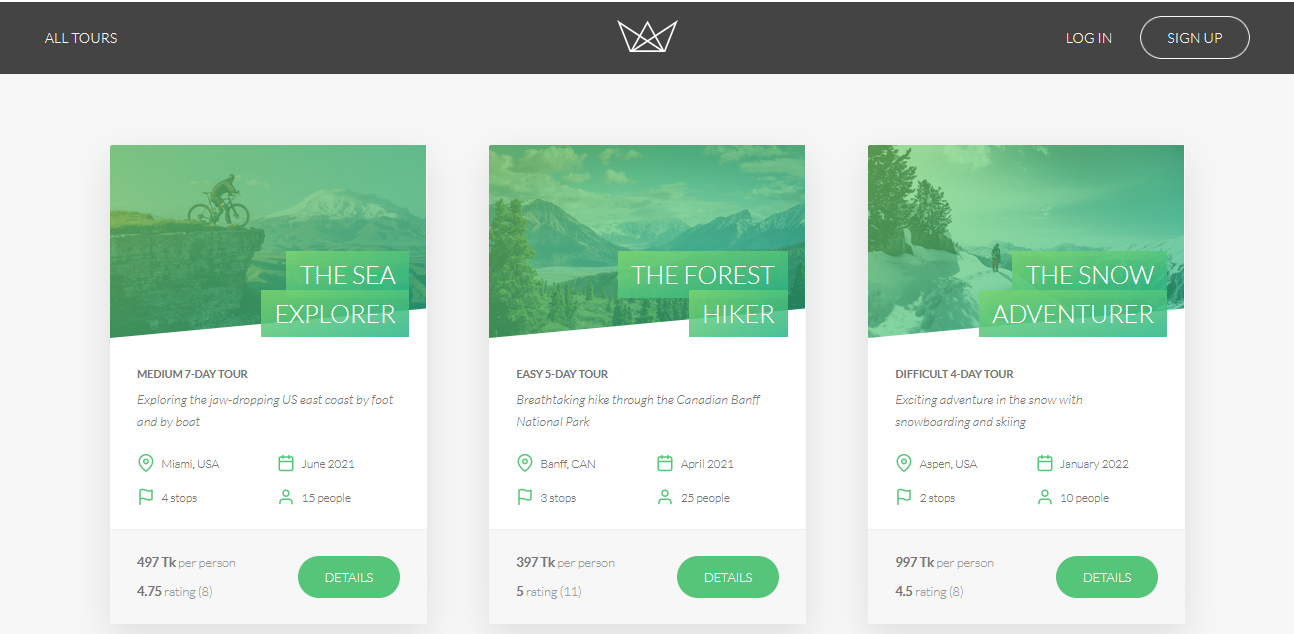 ALL TOURS
LOG IN
SIGN UP
THE SEA
EXPLORER
MEDIUM 7-DAY TOUR
Exploring the jaw-dropping US east coast by foot
and by boat
Miami, USA
June 2021
4 stops
15 people
497 Tk per person
4.75 rating (8)
DETAILS
THE FOREST
HIKER
EASY 5-DAY TOUR
Breathtaking hike through the Canadian Banff
National Park
Banff, CAN
April 2021
3 stops
25 people
397 Tk per person
5 rating (11)
DETAILS
THE SNOW
ADVENTURER
DIFFICULT 4-DAY TOUR
Exciting adventure in the snow with
snowboarding and skiing
Aspen, USA
January 2022
2 stops
10 people
997 Tk per person
4.5 rating (8)
DETAILS